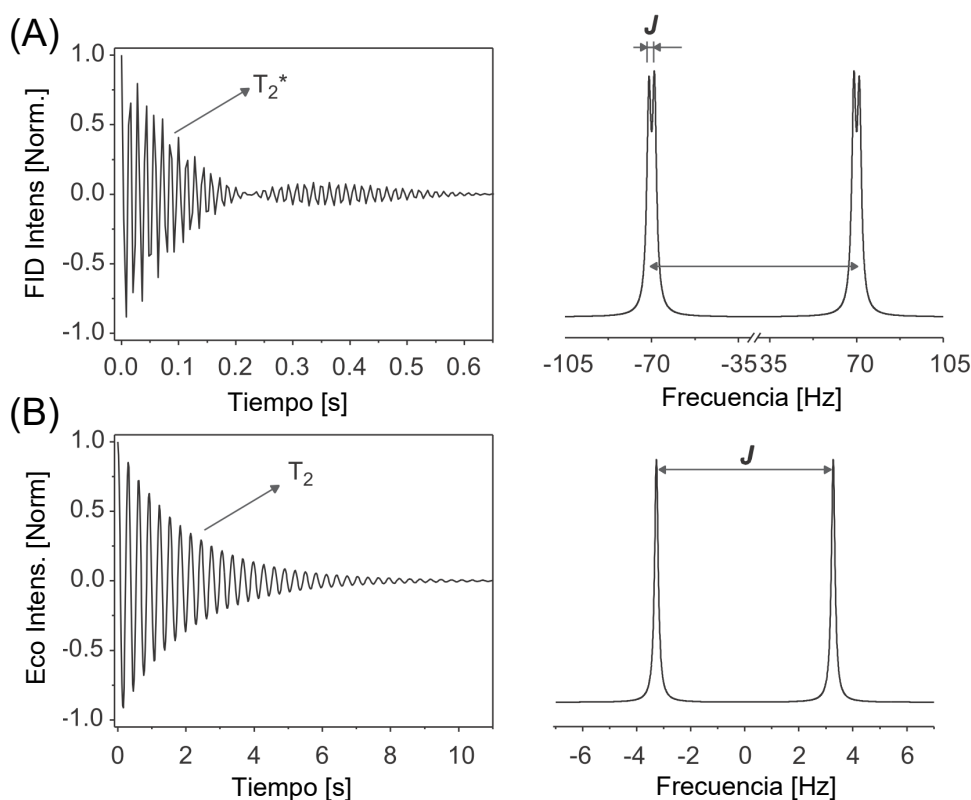 (A)
J
1.0
0.5
0.0
-0.5
-1.0
FID Intens [Norm.]
T2*
0.0 0.1 0.2 0.3 0.4 0.5 0.6
Tiempo [s]
-105 -70 -35 35 70 105
Frecuencia [Hz]
(B)
1.0
0.5
0.0
-0.5
-1.0
Eco Intens. [Norm]
T2
0 2 4 6 8 10
Tiempo [s]
J
-6 -4 -2 0 2 4 6
Frecuencia [Hz]